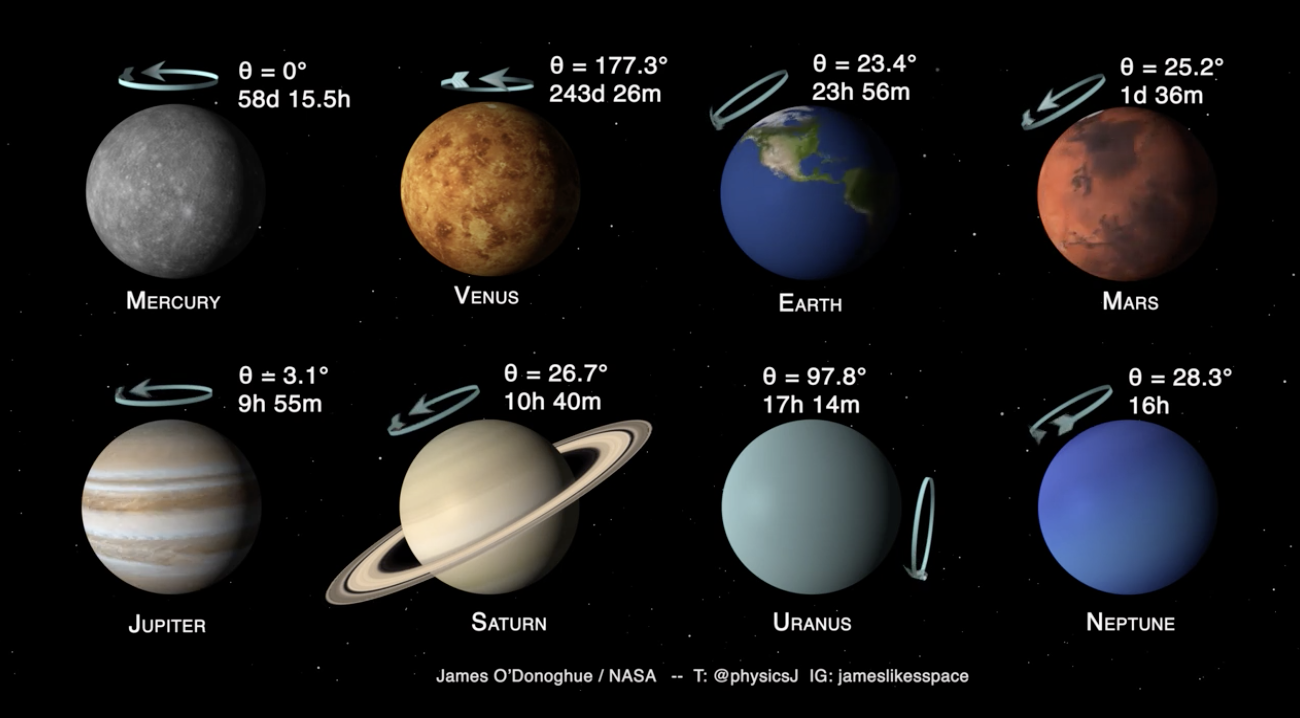 θ = 0°
58d 15.5h
θ = 177.3°
243d 26m
θ = 23.4°
23h 56m
θ = 25.2°
1d 36m
Mercury
Venus
Earth
Mars
θ = 3.1°
9h 55m
θ = 26.7°
10h 40m
θ = 97.8°
17h 14m
θ = 28.3°
16h
Jupiter
Saturn
Uranus
Neptune
James O'Donoghue / NASA -- T: @physicsJ IG: jameslikesspace